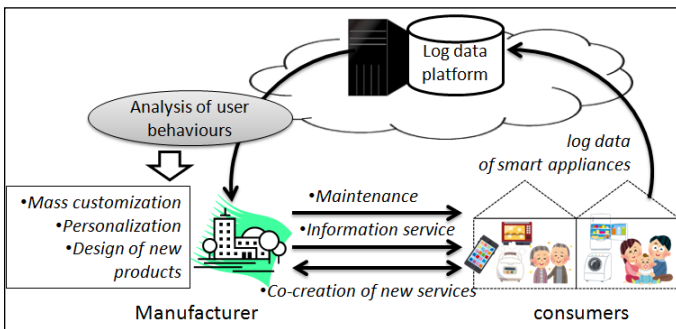 Log data
platform
Analysis of user
behaviours
log data
of smart appliances
•Mass customization
•Personalization
•Design of new
products
•Maintenance
•Information service
•Co-creation of new services
Manufacturer
consumers